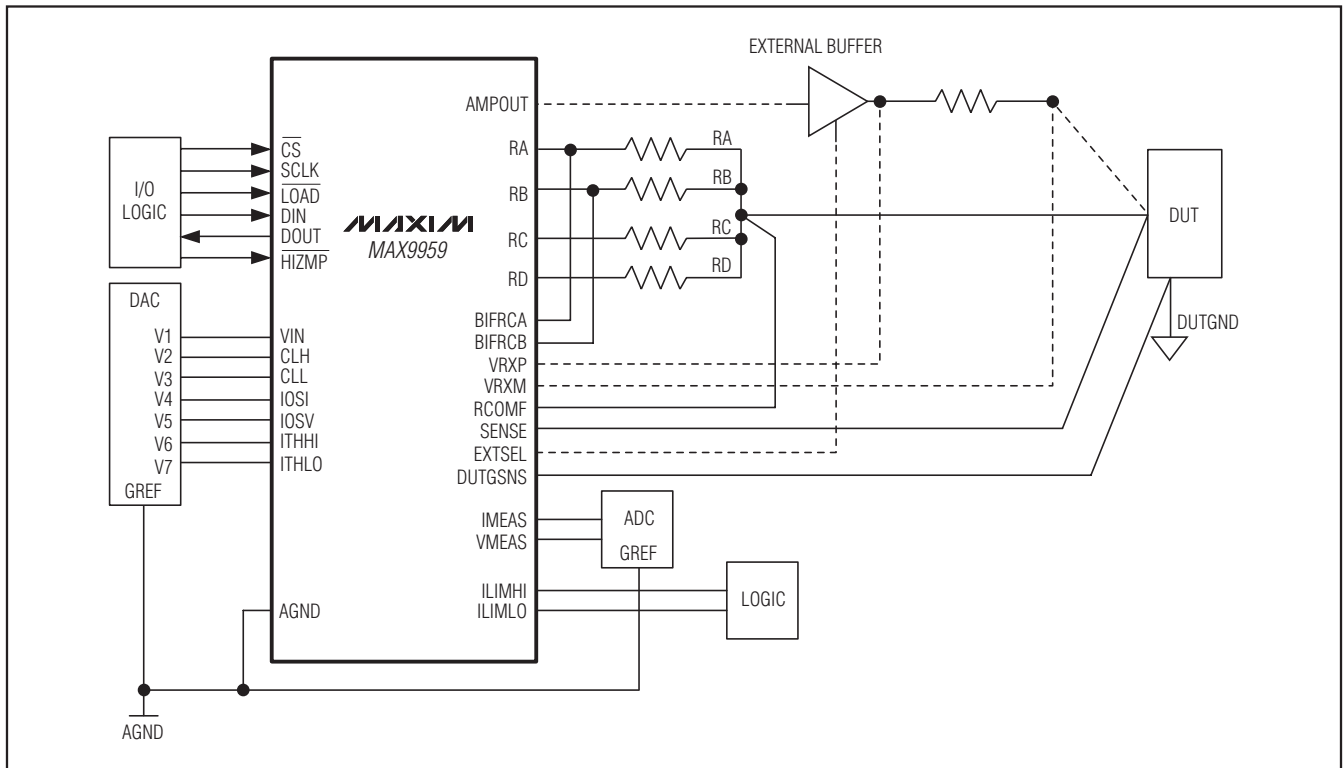 EXTERNAL BUFFER
AMPOUT
RA
RA
RB
RB
RC
RC
RD
RD
I/O
LOGIC
CS
SCLK
LOAD
DIN
DOUT
HIZMP
MAXIM
MAX9959
DUT
DUTGND
DAC
V1
V2
V3
V4
V5
V6
V7
GREF
VIN
CLH
CLL
IOSI
IOSV
ITHHI
ITHLO
BIFRCA
BIFRCB
VRXP
VRXM
RCOMF
SENSE
EXTSEL
DUTGSNS
IMEAS
VMEAS
ADC
GREF
ILIMHI
ILIMLO
LOGIC
AGND
AGND